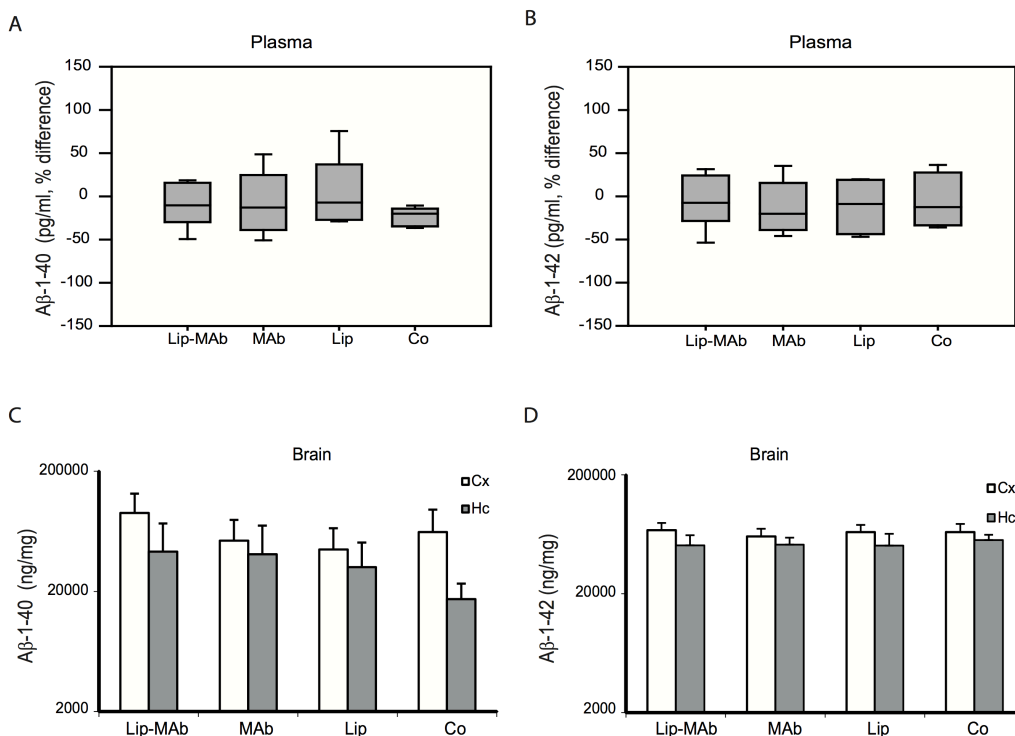 A
Plasma
Aβ-1-40 (pg/ml, % difference)
150
100
50
0
-50
-100
-150
Lip-MAb MAb Lip Co
B
Plasma
Aβ-1-42 (pg/ml, % difference)
150
100
50
0
-50
-100
-150
Lip-MAb MAb Lip Co
C
Brain
Aβ-1-40 (ng/mg)
200000
20000
2000
Cx
Hc
Lip-MAb MAb Lip Co
D
Brain
Aβ-1-42 (ng/mg)
200000
20000
2000
Cx
Hc
Lip-MAb MAb Lip Co